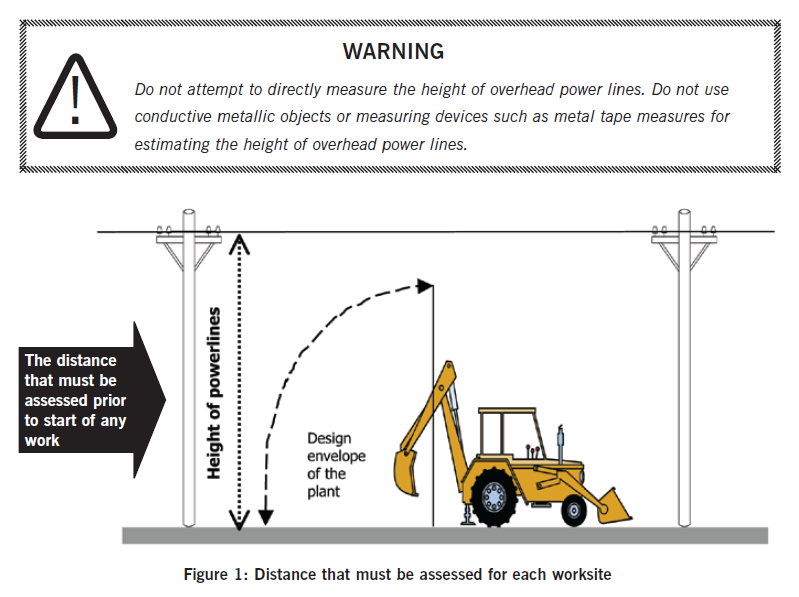 WARNING
!
Do not attempt to directly measure the height of overhead power lines. Do not use
conductive metallic objects or measuring devices such as metal tape measures for
estimating the height of overhead power lines.
The distance
that must be
assessed prior
to start of any
work
Height of powerlines
Design
envelope
of the
plant
Figure 1: Distance that must be assessed for each worksite